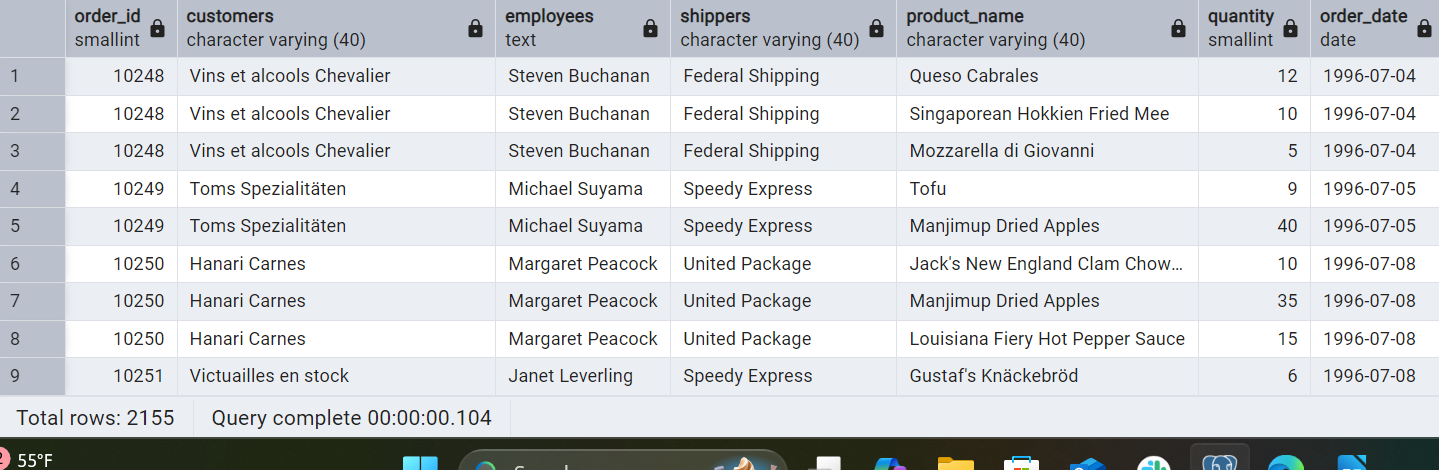 order_id customers employees shippers product_name quantity order_date
smallint character varying (40) text character varying (40) character varying (40) smallint date
1 10248 Vins et alcools Chevalier Steven Buchanan Federal Shipping Queso Cabrales 12 1996-07-04
2 10248 Vins et alcools Chevalier Steven Buchanan Federal Shipping Singaporean Hokkien Fried Mee 10 1996-07-04
3 10248 Vins et alcools Chevalier Steven Buchanan Federal Shipping Mozzarella di Giovanni 5 1996-07-04
4 10249 Toms Spezialitäten Michael Suyama Speedy Express Tofu 9 1996-07-05
5 10249 Toms Spezialitäten Michael Suyama Speedy Express Manjimup Dried Apples 40 1996-07-05
6 10250 Hanari Carnes Margaret Peacock United Package Jack's New England Clam Chow... 10 1996-07-08
7 10250 Hanari Carnes Margaret Peacock United Package Manjimup Dried Apples 35 1996-07-08
8 10250 Hanari Carnes Margaret Peacock United Package Louisiana Fiery Hot Pepper Sauce 15 1996-07-08
9 10251 Victuailles en stock Janet Leverling Speedy Express Gustaf's Knäckebröd 6 1996-07-08
Total rows: 2155 Query complete 00:00:00.104
55°F